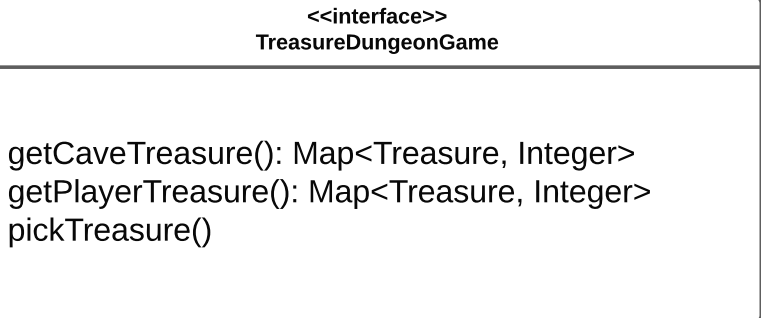 <<interface>>
TreasureDungeonGame
getCaveTreasure(): Map<Treasure, Integer>
getPlayerTreasure(): Map<Treasure, Integer>
pickTreasure()